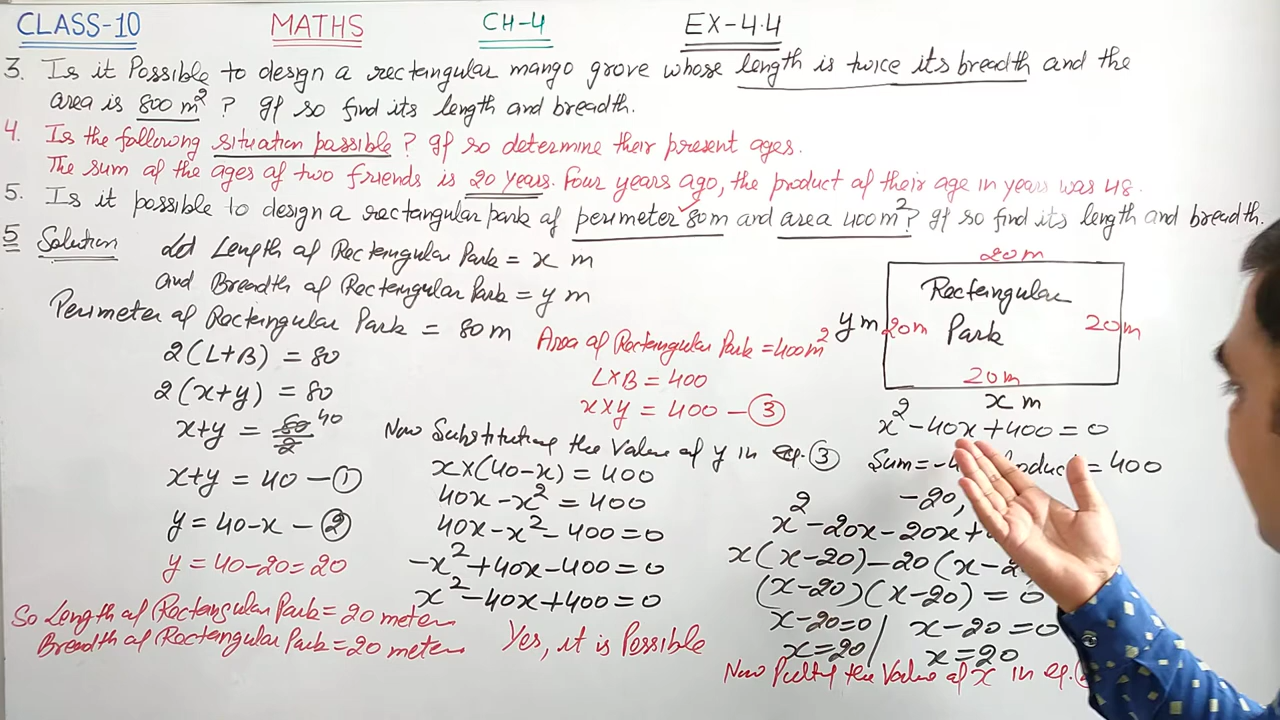 CLASS-10 MATHS CH-4 EX-4.4
3. Is it Possible to design a rectangular mango grove whose length is twice its breadth and the
area is 800 m² ? If so find its length and breadth.
4. Is the following situation possible ? If so determine their present ages.
The sum of the ages of two friends is 20 years. Four years ago, the product of their age in years was 48.
5. Is it possible to design a rectangular park of perimeter 80m and area 400m² ? If so find its length and breadth.
5 Solution Let Length of Rectangular Park = x m
and Breadth of Rectangular Park = y m
Perimeter of Rectangular Park = 80 m
2(L+B) = 80
2(x+y) = 80
x+y = 80/2 40
x+y = 40 - ①
y = 40-x - ②
y = 40-20 = 20
So Length of Rectangular Park = 20 meter
Breadth of Rectangular Park = 20 meter
Area of Rectangular Park = 400m²
L×B = 400
x×y = 400 - ③
Now Substituting the Value of y in eq. ③
x×(40-x) = 400
40x-x² = 400
40x-x²-400 = 0
-x²+40x-400 = 0
x²-40x+400 = 0
Yes, it is Possible
20m
Rectangular
y m 20m Park 20m
20m
x m
x²-40x+400 = 0
Sum = = 400
-20,
x²-20x-20x+
x(x-20)-20(x-2
(x-20)(x-20) = 0
x-20=0 / x-20=0
x=20 / x=20
Now Putting the Value of x in eq.